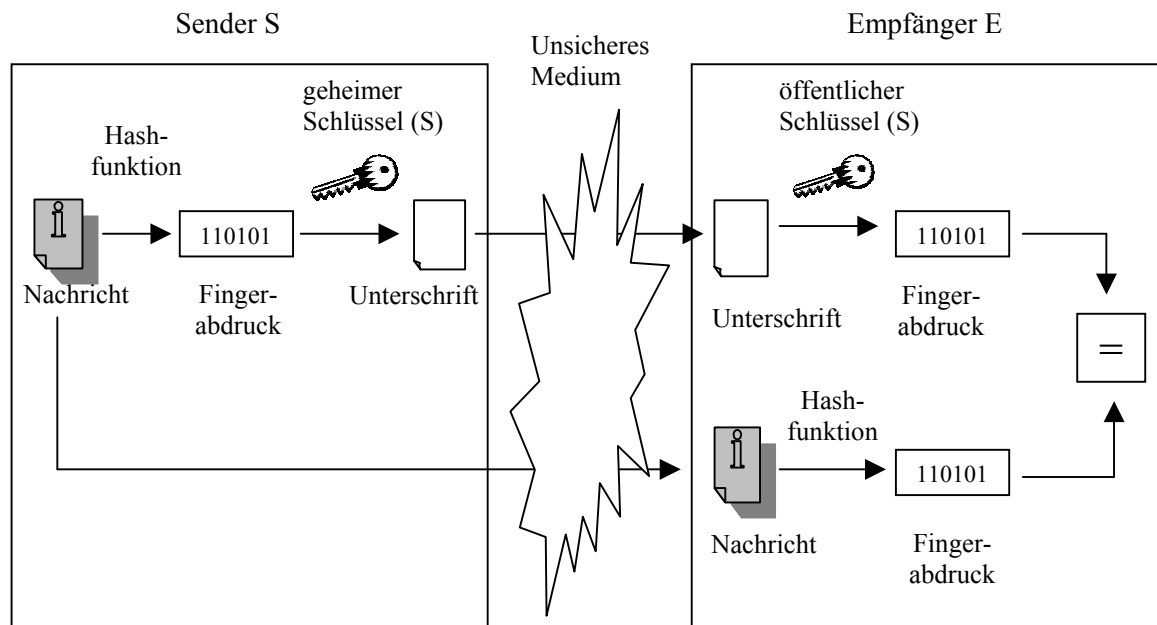 Sender S
Unsicheres
Medium
Empfänger E
geheimer
Schlüssel (S)
Hash-
funktion
i
110101
Nachricht
Finger-
abdruck
Unterschrift
öffentlicher
Schlüssel (S)
110101
Unterschrift
Finger-
abdruck
=
Hash-
funktion
i
110101
Nachricht
Finger-
abdruck